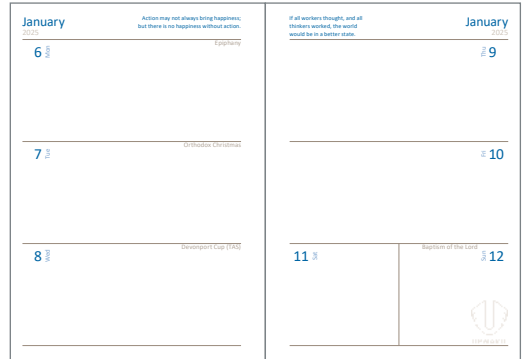 January
2025
Action may not always bring happiness;
but there is no happiness without action.
6 Mon
Epiphany
7 Tue
Orthodox Christmas
8 Wed
Devonport Cup (TAS)
If all workers thought, and all
thinkers worked, the world
would be in a better state.
January
2025
Thu 9
Fri 10
11 Sat
Baptism of the Lord
Sun 12